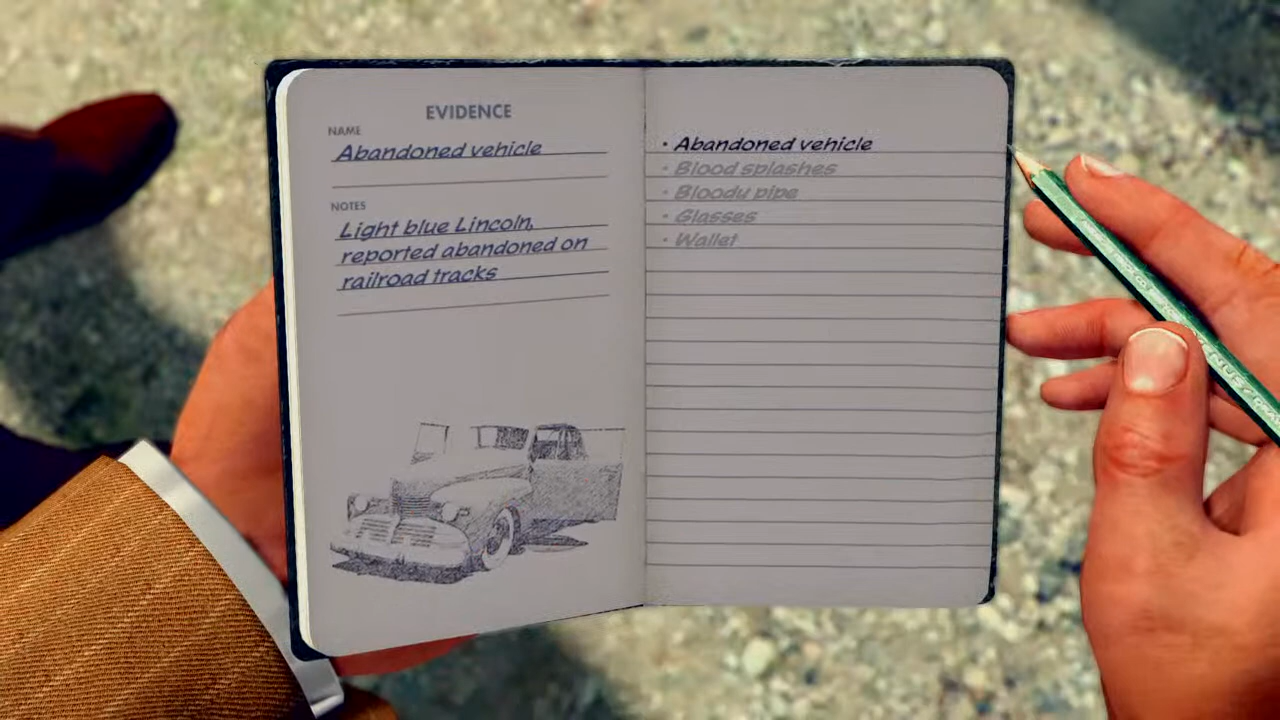 EVIDENCE
NAME
Abandoned vehicle
NOTES
Light blue Lincoln,
reported abandoned on
railroad tracks
• Abandoned vehicle
• Blood splashes
• Bloody pipe
• Glasses
• Wallet